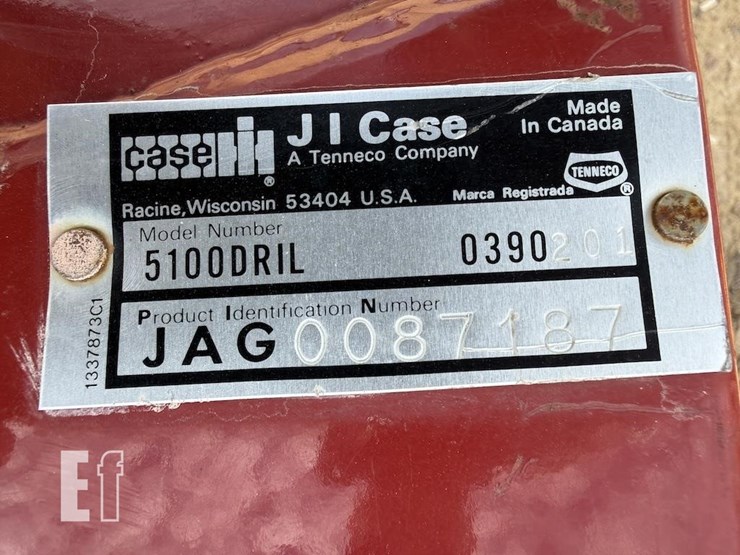 case IH ®
J I Case
A Tenneco Company
Made
In Canada
TENNECO ®
Racine, Wisconsin 53404 U.S.A.
Marca Registrada
Model Number
5100DRIL 0390201
Product Identification Number
JAG0087187
1337873C1
Ef